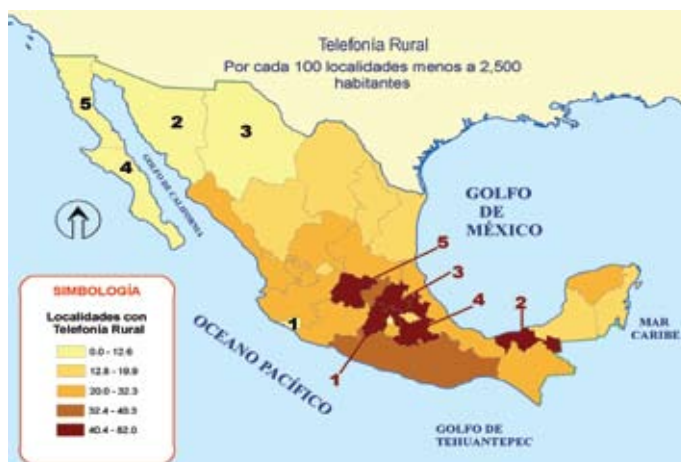 Telefonía Rural
Por cada 100 localidades menos a 2,500
habitantes
5
2
3
4
GOLFO DE CALIFORNIA
GOLFO
DE
MÉXICO
5
3
4
2
1
1
MAR
CARIBE
OCEANO PACÍFICO
GOLFO DE
TEHUANTEPEC
SIMBOLOGÍA
Localidades con
Telefonía Rural
0.0 - 12.6
12.8 - 19.9
20.0 - 32.3
32.4 - 40.3
40.4 - 62.0